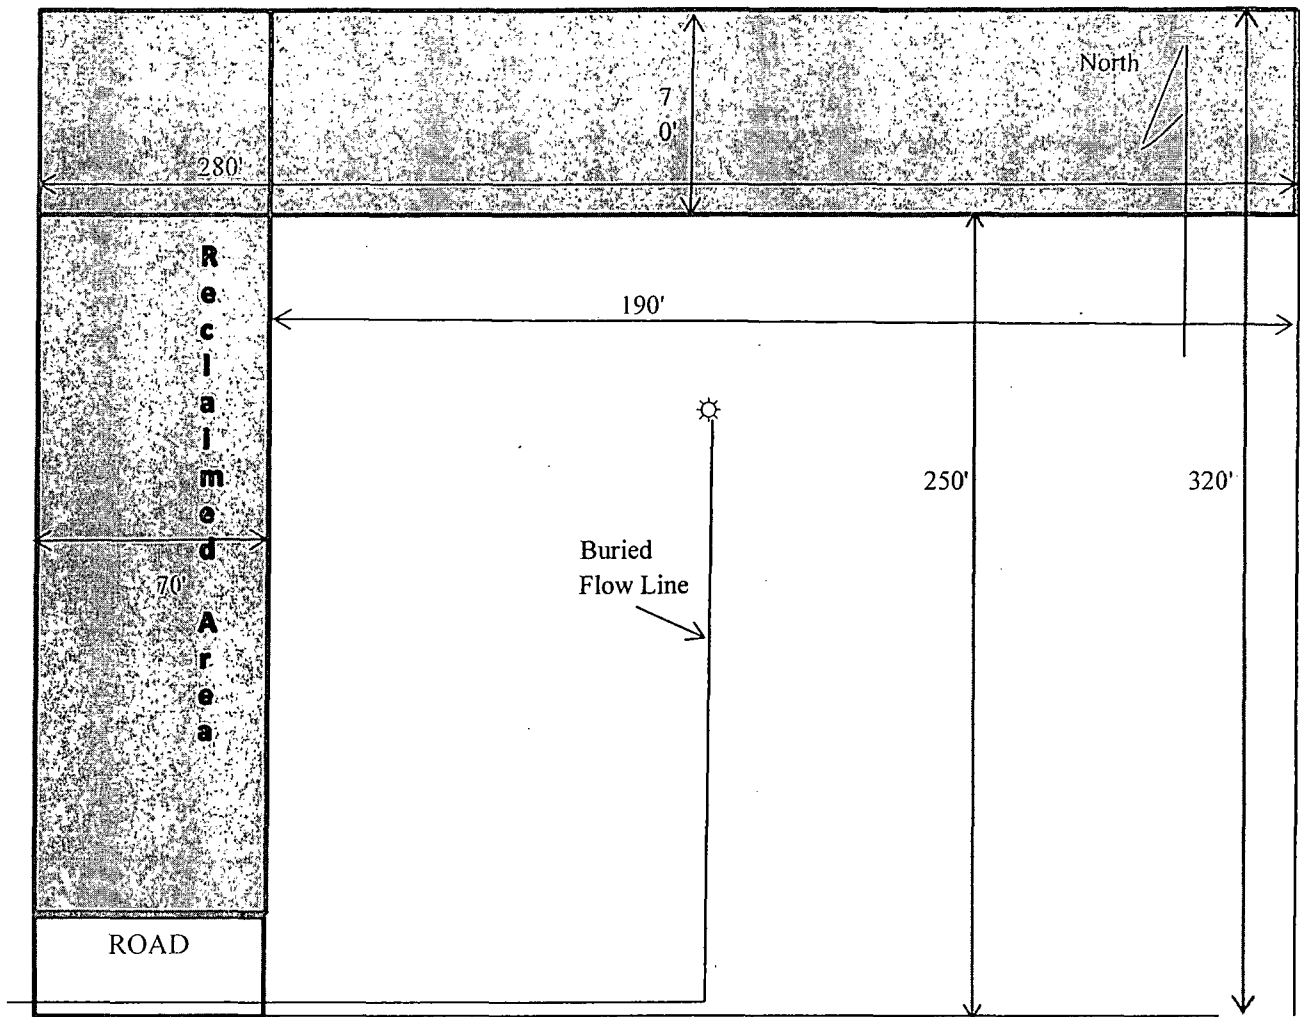 North
7
0'
280'
Reclaimed Area
190'
250'
320'
Buried
Flow Line
70'
ROAD